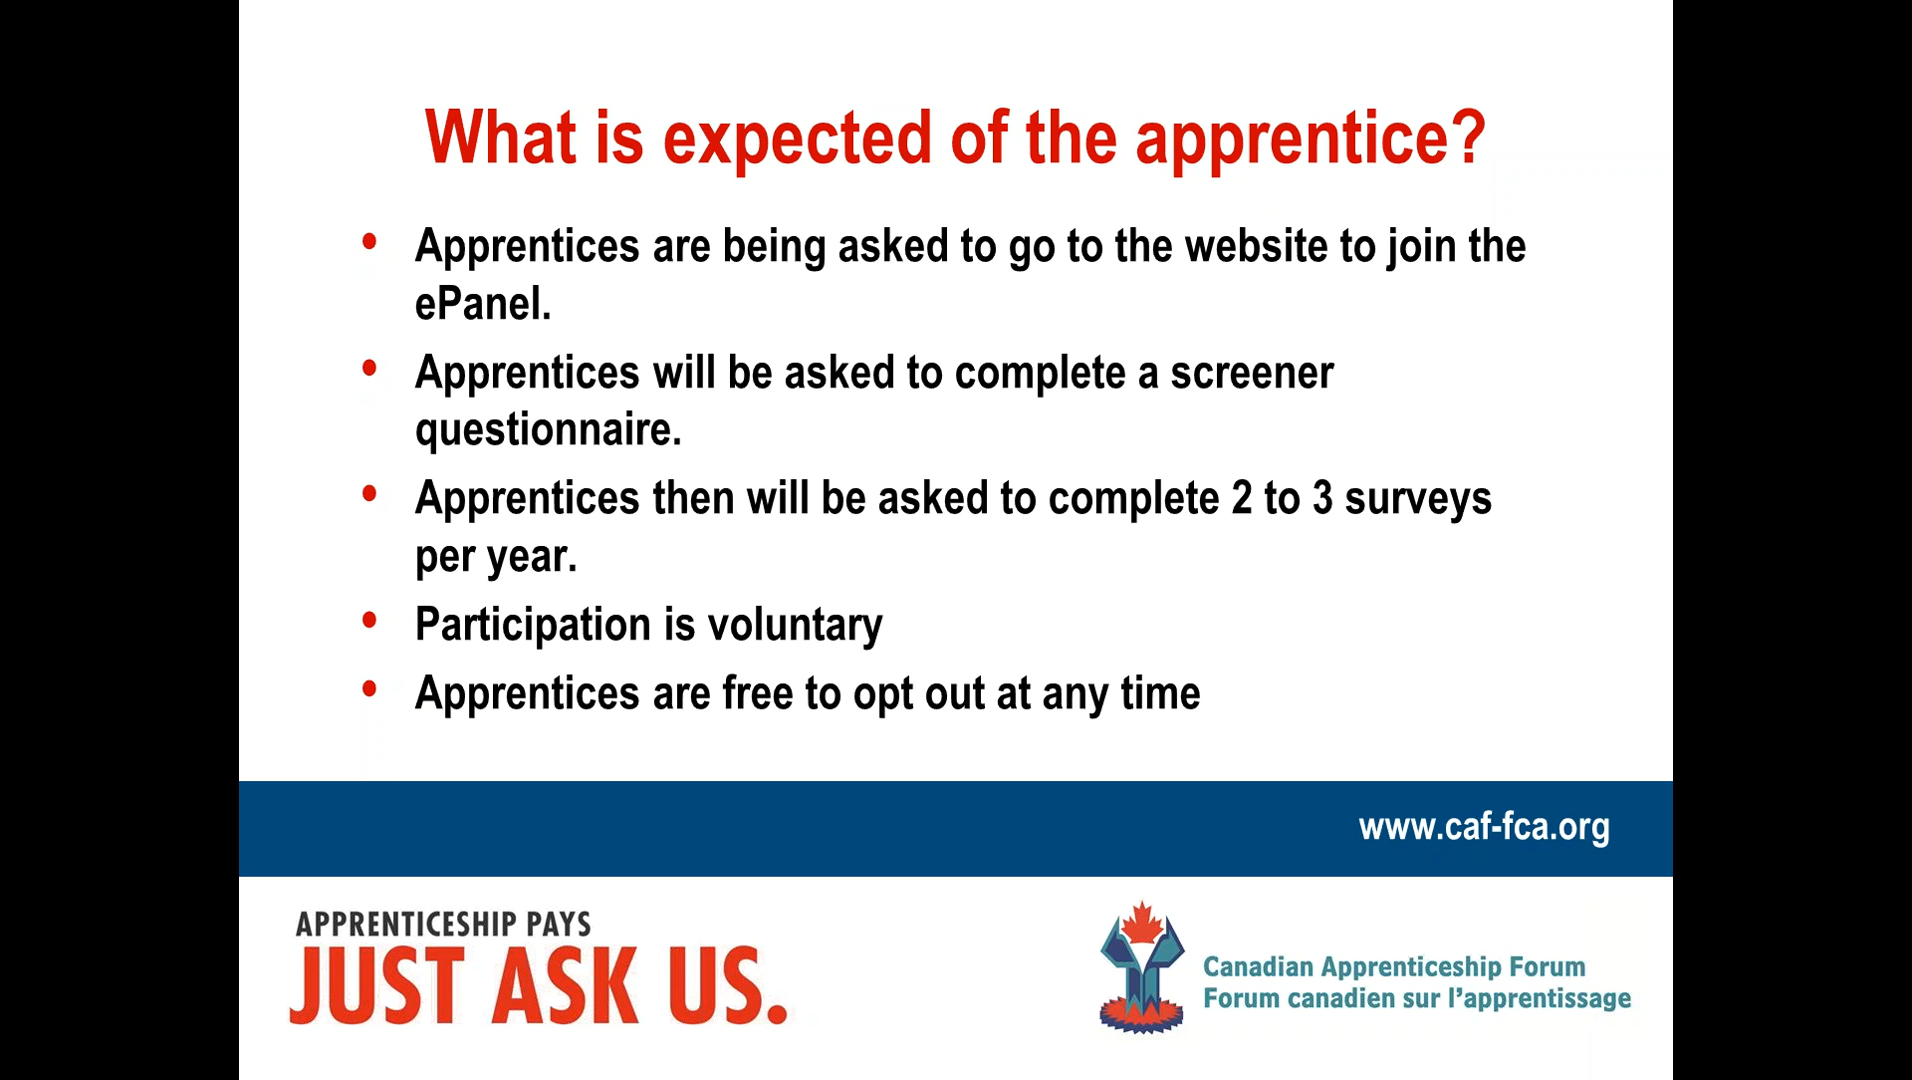 What is expected of the apprentice?
• Apprentices are being asked to go to the website to join the
ePanel.
• Apprentices will be asked to complete a screener
questionnaire.
• Apprentices then will be asked to complete 2 to 3 surveys
per year.
• Participation is voluntary
• Apprentices are free to opt out at any time
www.caf-fca.org
APPRENTICESHIP PAYS
JUST ASK US.
Canadian Apprenticeship Forum
Forum canadien sur l'apprentissage